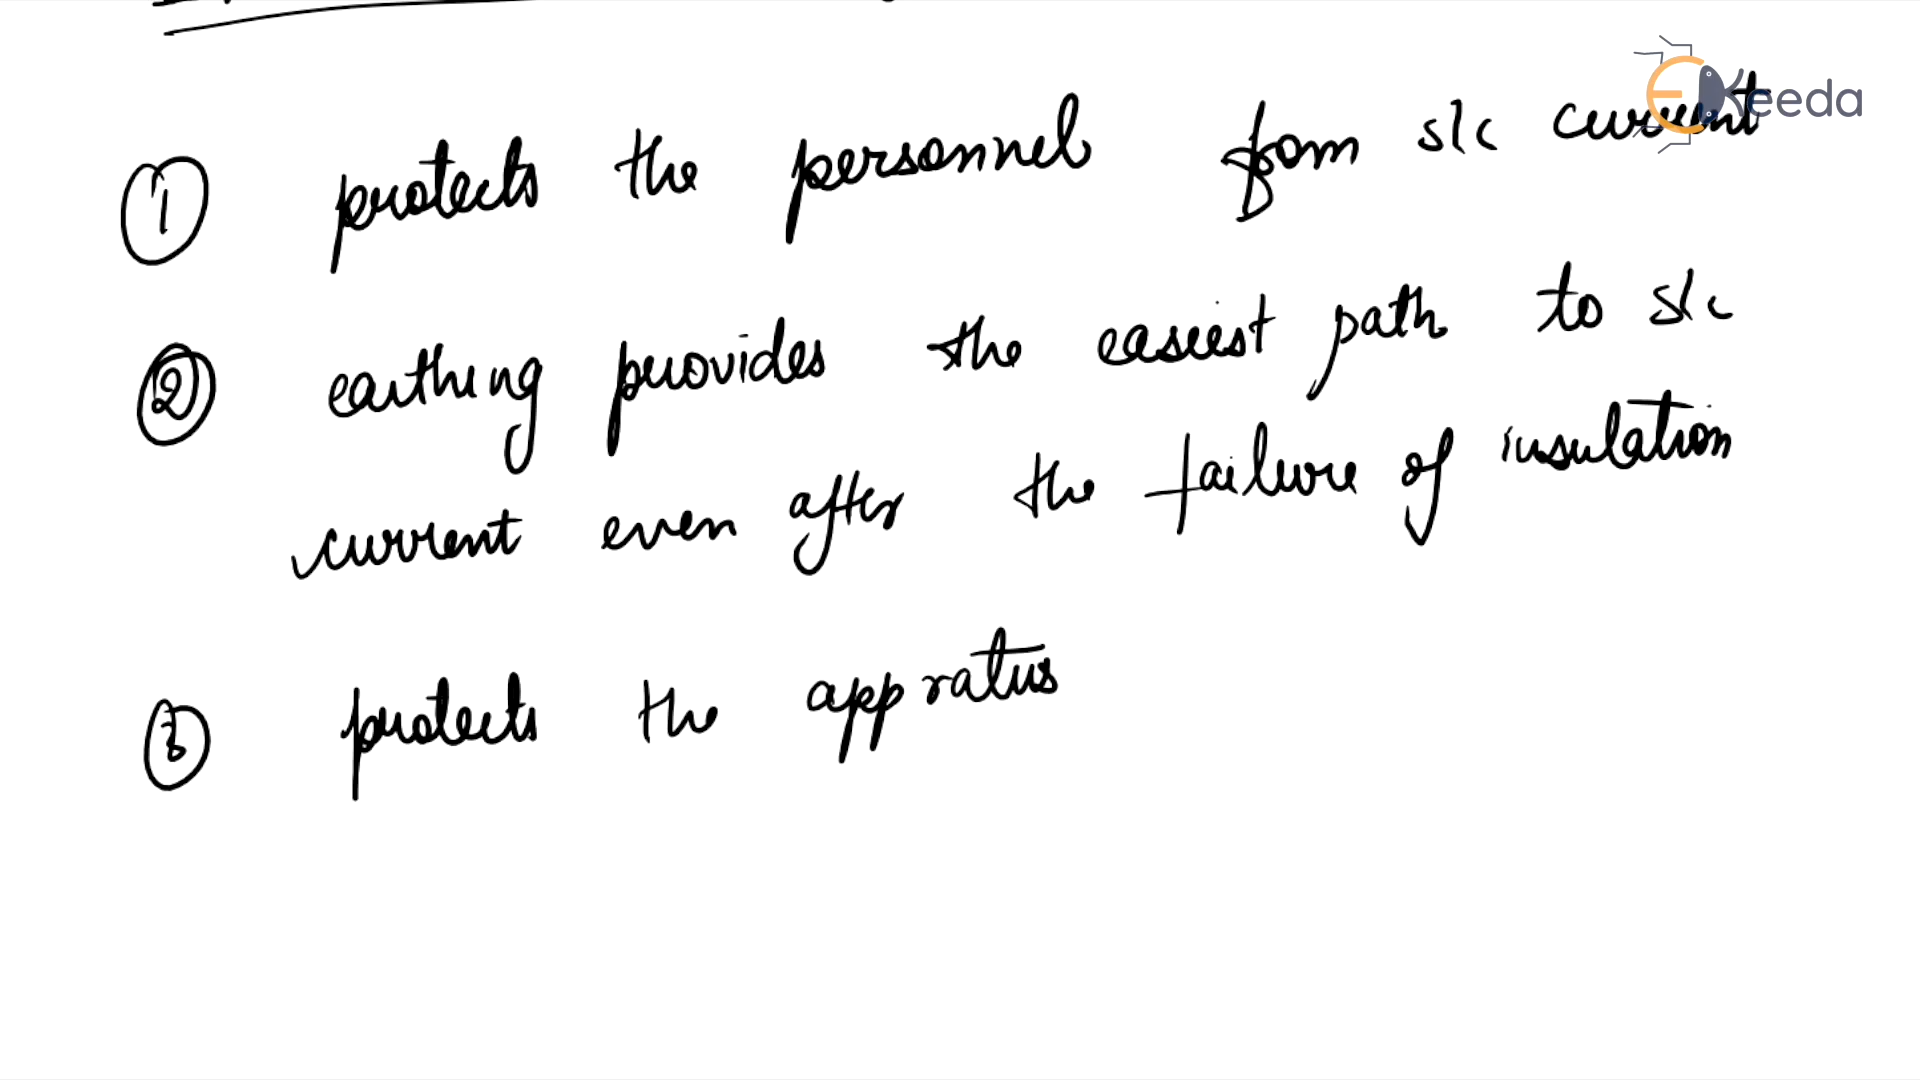 EKeeda
① protects the personnel from s/c current
② earthing provides the easiest path to s/c
current even after the failure of insulation
③ protects the appratus